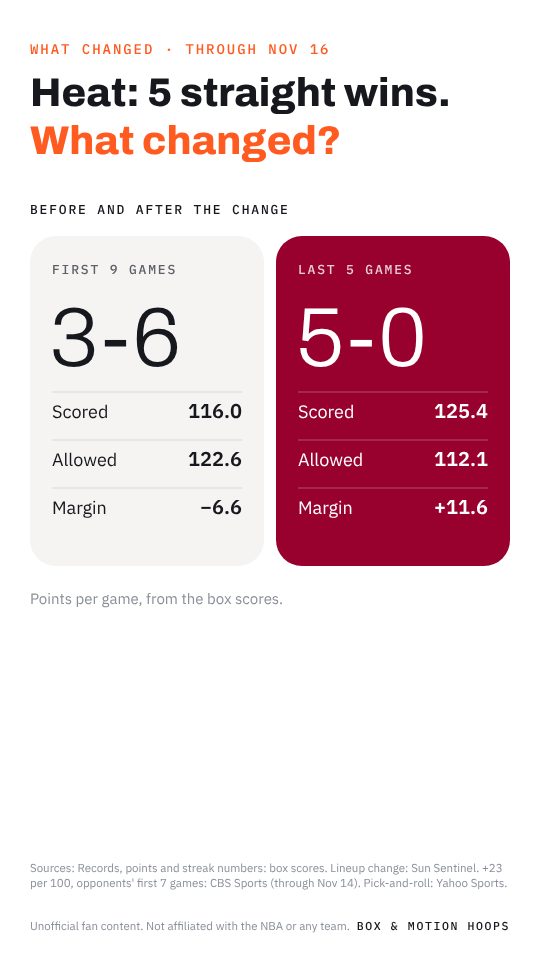 WHAT CHANGED · THROUGH NOV 16
Heat: 5 straight wins.
What changed?
BEFORE AND AFTER THE CHANGE
FIRST 9 GAMES
3-6
Scored 116.0
Allowed 122.6
Margin −6.6
LAST 5 GAMES
5-0
Scored 125.4
Allowed 112.1
Margin +11.6
Points per game, from the box scores.
Sources: Records, points and streak numbers: box scores. Lineup change: Sun Sentinel. +23
per 100, opponents' first 7 games: CBS Sports (through Nov 14). Pick-and-roll: Yahoo Sports.
Unofficial fan content. Not affiliated with the NBA or any team. BOX & MOTION HOOPS